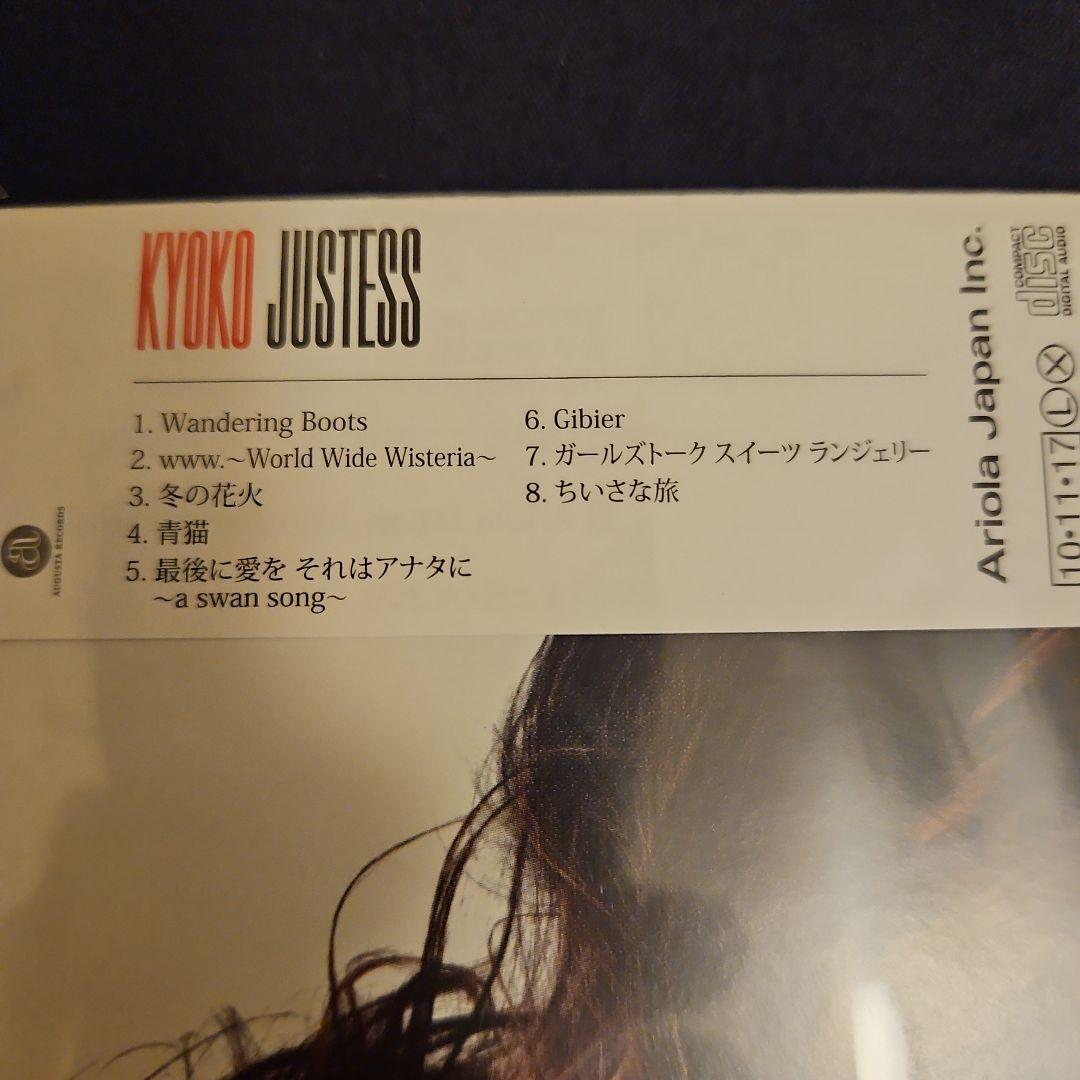 KYOKO JUSTESS
1. Wandering Boots
2. www.~World Wide Wisteria~
3. 冬の花火
4. 青猫
5. 最後に愛を それはアナタに
~a swan song~
6. Gibier
7. ガールズトーク スイーツ ランジェリー
8. ちいさな旅
a
AUGUSTA RECORDS
Ariola Japan Inc.
COMPACT
disc
DIGITAL AUDIO
10・11・17 L X